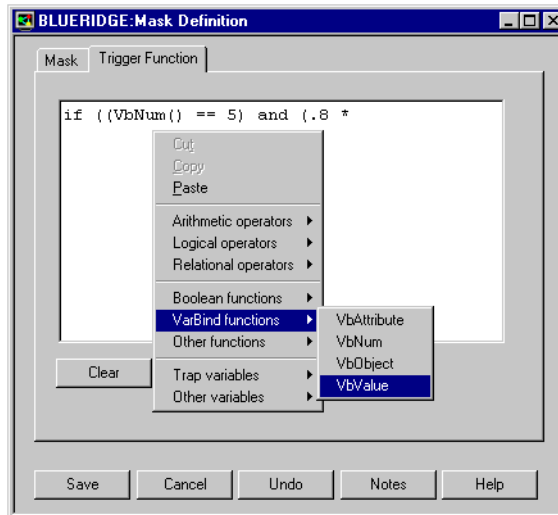 BLUERIDGE:Mask Definition
Mask
Trigger Function
if ((VbNum() == 5) and (.8 *
Cut
Copy
Paste
Arithmetic operators
Logical operators
Relational operators
Boolean functions
VarBind functions
Other functions
Trap variables
Other variables
VbAttribute
VbNum
VbObject
VbValue
Clear
Save
Cancel
Undo
Notes
Help